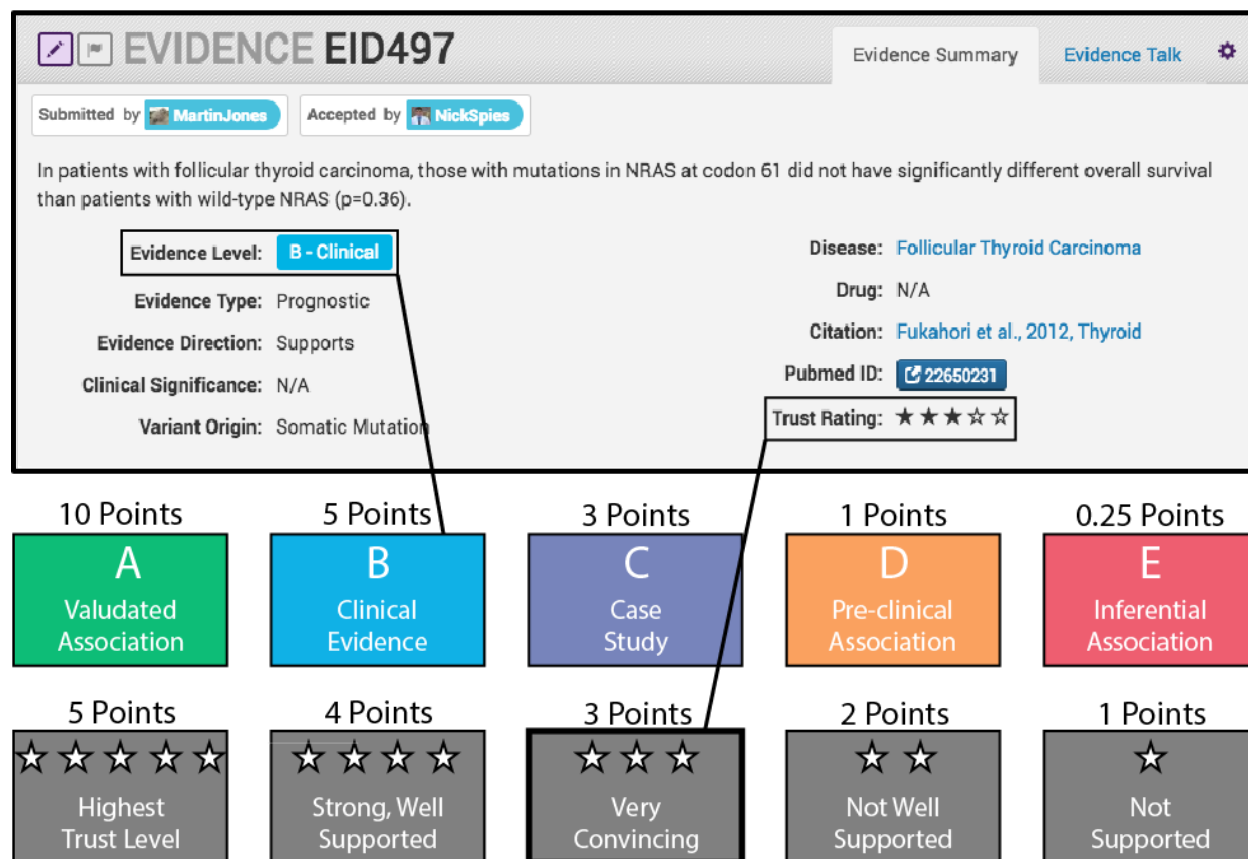 EVIDENCE EID497
Evidence Summary
Evidence Talk
Submitted by MartinJones
Accepted by NickSpies
In patients with follicular thyroid carcinoma, those with mutations in NRAS at codon 61 did not have significantly different overall survival
than patients with wild-type NRAS (p=0.36).
Evidence Level: B - Clinical
Evidence Type: Prognostic
Evidence Direction: Supports
Clinical Significance: N/A
Variant Origin: Somatic Mutation
Disease: Follicular Thyroid Carcinoma
Drug: N/A
Citation: Fukahori et al., 2012, Thyroid
Pubmed ID: 22650231
Trust Rating: ★★★☆☆
10 Points
A
Valudated
Association
5 Points
B
Clinical
Evidence
3 Points
C
Case
Study
1 Points
D
Pre-clinical
Association
0.25 Points
E
Inferential
Association
5 Points
Highest
Trust Level
4 Points
Strong, Well
Supported
3 Points
Very
Convincing
2 Points
Not Well
Supported
1 Points
Not
Supported